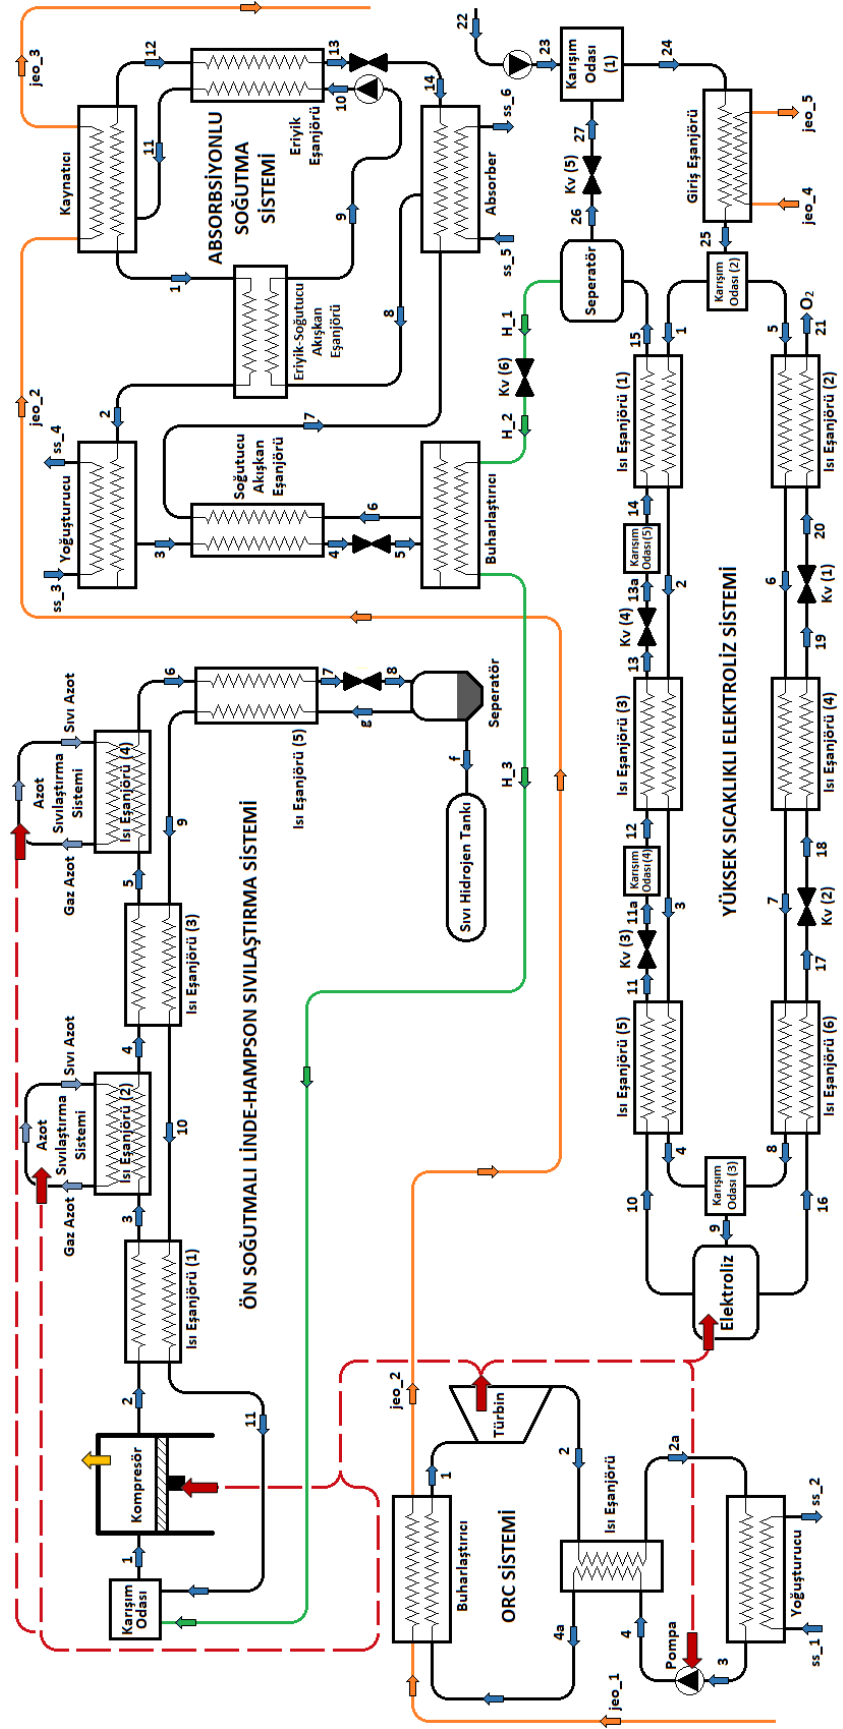 Karışım
Odası
1
Kompresör
2
11
Isı Eşanjörü (1)
3
Gaz Azot
Azot
Sıvılaştırma
Sistemi
Sıvı Azot
Isı Eşanjörü (2)
4
10
Isı Eşanjörü (3)
5
9
Gaz Azot
Azot
Sıvılaştırma
Sistemi
Sıvı Azot
Isı Eşanjörü (4)
6
Isı Eşanjörü (5)
7
8
g
f
Seperatör
Sıvı Hidrojen Tankı
H_3
ÖN SOĞUTMALI LİNDE-HAMPSON SIVILAŞTIRMA SİSTEMİ
jeo_2
jeo_3
ss_3
Yoğuşturucu
ss_4
2
1
Kaynatıcı
12
11
Eriyik
Eşanjörü
13
10
14
9
ABSORBSİYONLU
SOĞUTMA
SİSTEMİ
Eriyik-Soğutucu
Akışkan
Eşanjörü
8
7
3
Soğutucu
Akışkan
Eşanjörü
4
6
5
Buharlaştırıcı
Absorber
ss_5
ss_6
H_2
Kv (6)
H_1
jeo_1
jeo_2
Buharlaştırıcı
1
Türbin
2
ORC SİSTEMİ
Isı Eşanjörü
4a
4
2a
Pompa
3
Yoğuşturucu
ss_1
ss_2
22
23
Karışım
Odası
(1)
24
27
Kv (5)
26
Seperatör
15
Giriş Eşanjörü
jeo_4
jeo_5
25
Karışım
Odası (2)
1
5
10
Isı Eşanjörü (5)
11
Kv (3)
11a
Karışım
Odası(4)
12
Isı Eşanjörü (3)
13
Kv (4)
13a
Karışım
Odası(5)
14
Isı Eşanjörü (1)
4
3
2
Elektroliz
9
Karışım
Odası (3)
YÜKSEK SICAKLIKLI ELEKTROLİZ SİSTEMİ
8
7
6
16
Isı Eşanjörü (6)
17
Kv (2)
18
Isı Eşanjörü (4)
19
Kv (1)
20
Isı Eşanjörü (2)
21
O2